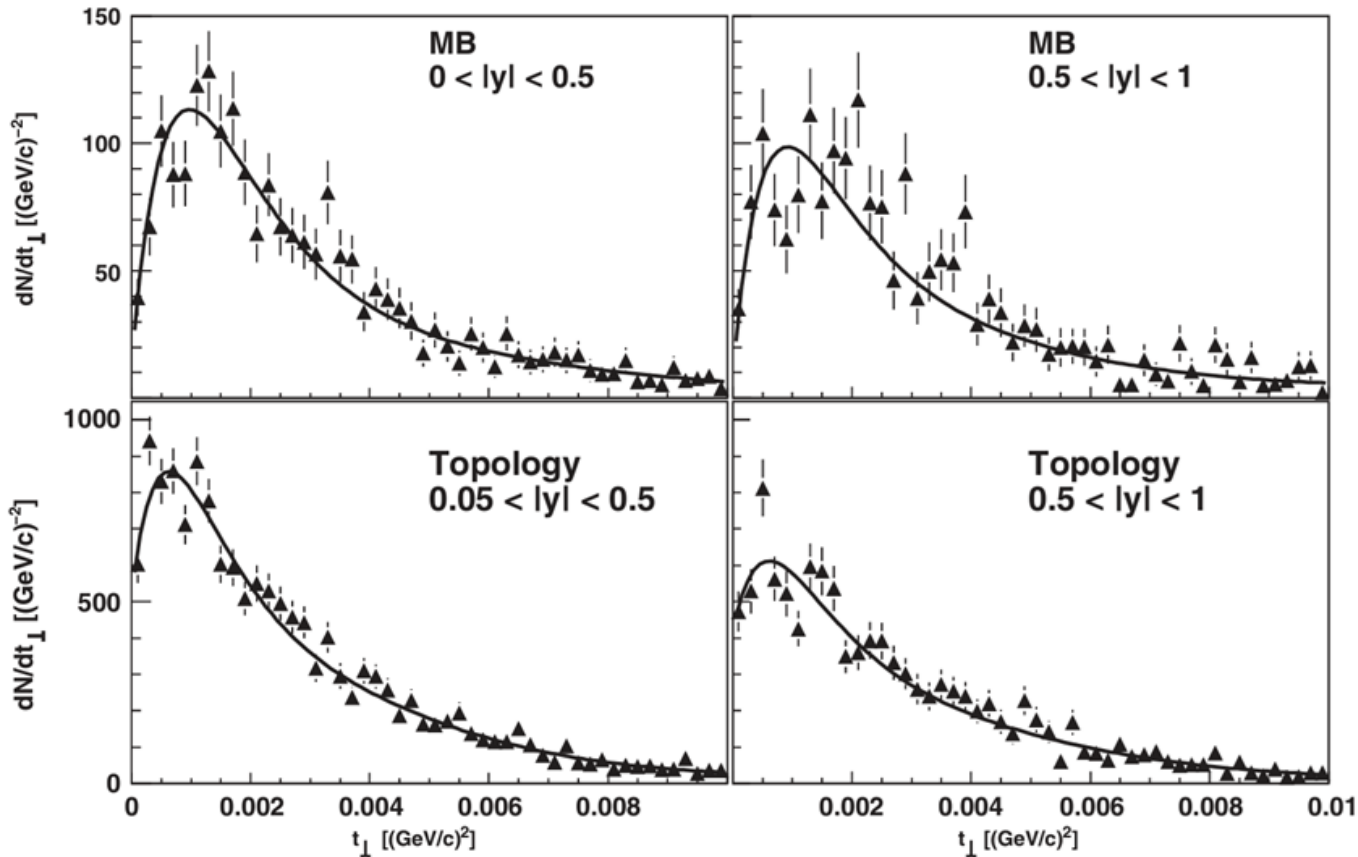 150
100
50
dN/dt⊥ [(GeV/c)⁻²]
MB
0 < |y| < 0.5
MB
0.5 < |y| < 1
1000
500
0
dN/dt⊥ [(GeV/c)⁻²]
Topology
0.05 < |y| < 0.5
Topology
0.5 < |y| < 1
0 0.002 0.004 0.006 0.008 0.002 0.004 0.006 0.008 0.01
t⊥ [(GeV/c)²] t⊥ [(GeV/c)²]